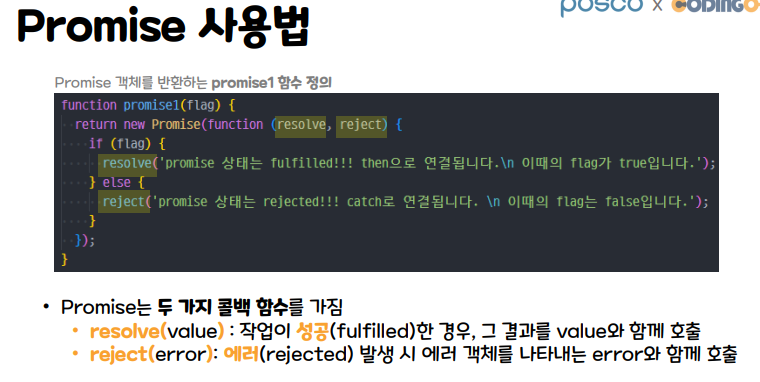 Promise 사용법
posco x CODINGO
Promise 객체를 반환하는 promise1 함수 정의
function promise1(flag) {
return new Promise(function (resolve, reject) {
if (flag) {
resolve('promise 상태는 fulfilled!!! then으로 연결됩니다.\n 이때의 flag가 true입니다.');
} else {
reject('promise 상태는 rejected!!! catch로 연결됩니다. \n 이때의 flag는 false입니다.');
}
});
}
• Promise는 두 가지 콜백 함수를 가짐
• resolve(value) : 작업이 성공(fulfilled)한 경우, 그 결과를 value와 함께 호출
• reject(error): 에러(rejected) 발생 시 에러 객체를 나타내는 error와 함께 호출